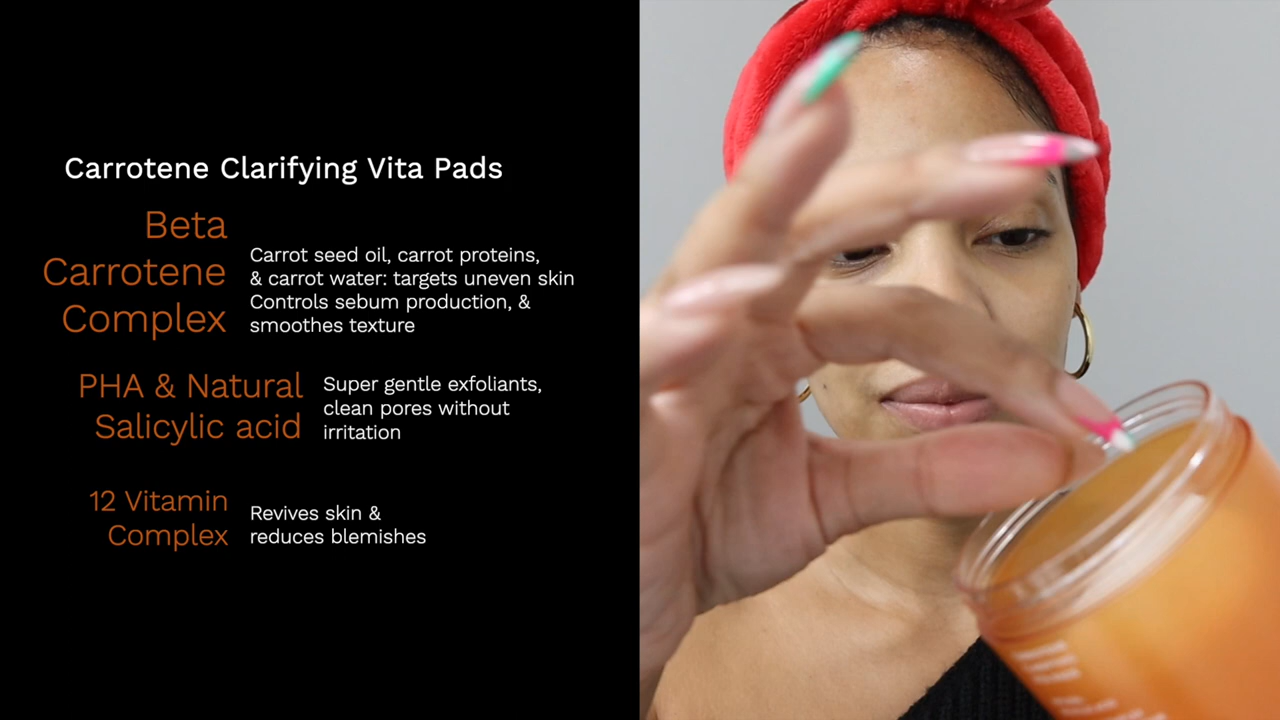 Carrotene Clarifying Vita Pads
Beta
Carrotene
Complex
Carrot seed oil, carrot proteins,
& carrot water: targets uneven skin
Controls sebum production, &
smoothes texture
PHA & Natural
Salicylic acid
Super gentle exfoliants,
clean pores without
irritation
12 Vitamin
Complex
Revives skin &
reduces blemishes